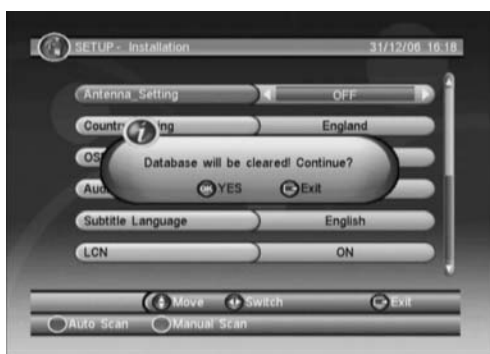 SETUP - Installation 31/12/06 16:18
Antenna_Setting OFF
England
Database will be cleared! Continue?
OK YES Exit
Subtitle Language English
LCN ON
Move Switch Exit
Auto Scan Manual Scan